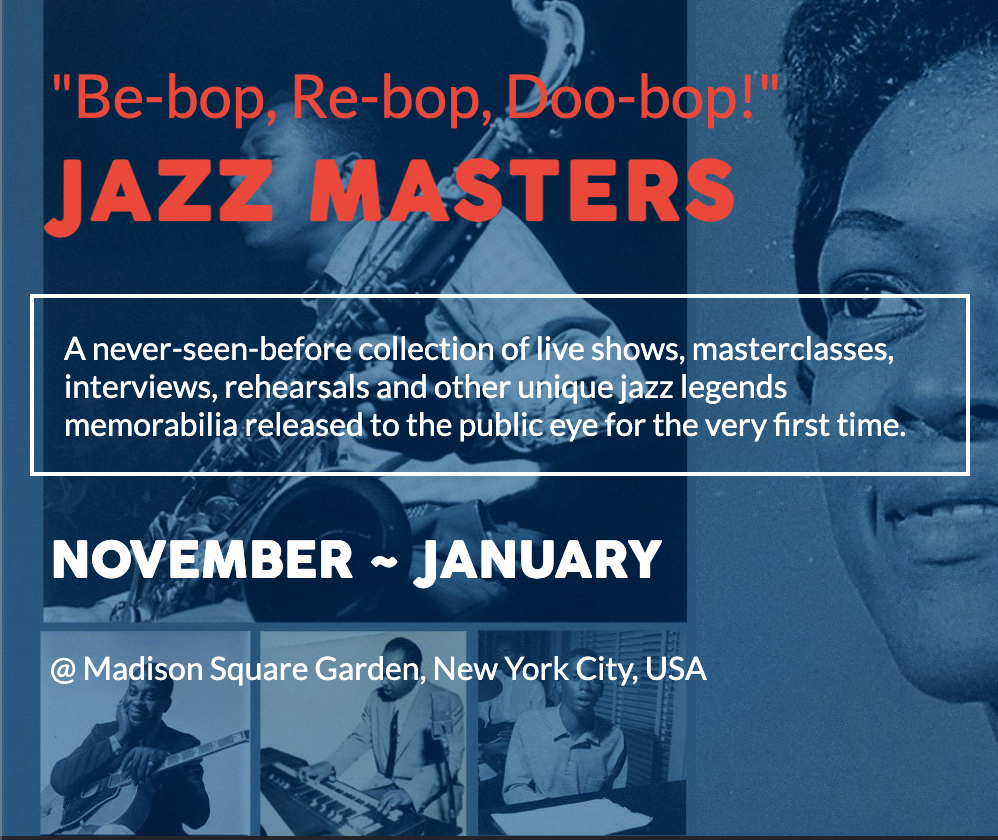 "Be-bop, Re-bop, Doo-bop!"
JAZZ MASTERS
A never-seen-before collection of live shows, masterclasses,
interviews, rehearsals and other unique jazz legends
memorabilia released to the public eye for the very first time.
NOVEMBER ~ JANUARY
@ Madison Square Garden, New York City, USA